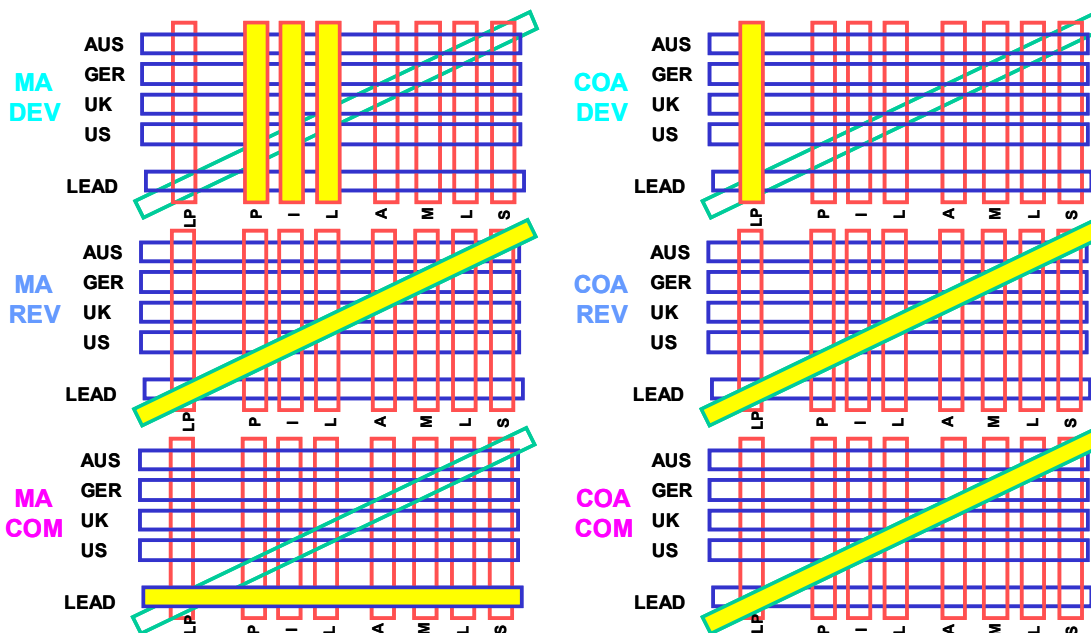 AUS
GER
MA
DEV
UK
US
LEAD
LP P I L A M L S
AUS
GER
COA
DEV
UK
US
LEAD
LP P I L A M L S
AUS
GER
MA
REV
UK
US
LEAD
LP P I L A M L S
AUS
GER
COA
REV
UK
US
LEAD
LP P I L A M L S
AUS
GER
MA
COM
UK
US
LEAD
LP P I L A M L S
AUS
GER
COA
COM
UK
US
LEAD
LP P I L A M L S